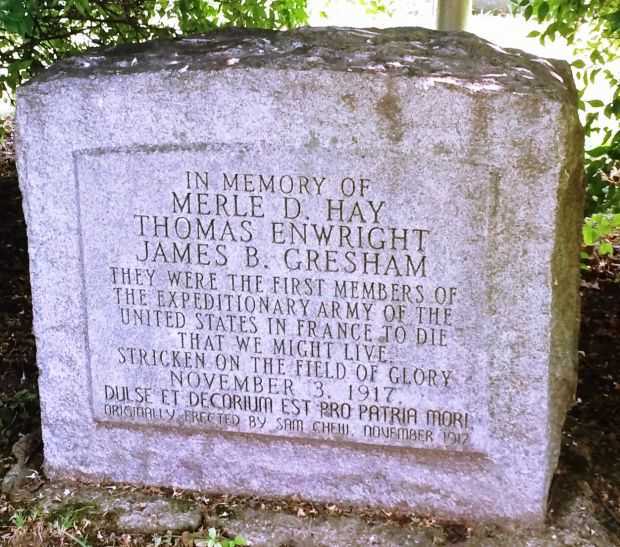 IN MEMORY OF
MERLE D. HAY
THOMAS ENWRIGHT
JAMES B. GRESHAM
THEY WERE THE FIRST MEMBERS OF
THE EXPEDITIONARY ARMY OF THE
UNITED STATES IN FRANCE TO DIE
THAT WE MIGHT LIVE.
STRICKEN ON THE FIELD OF GLORY
NOVEMBER 3, 1917.
DULSE ET DECORIUM EST PRO PATRIA MORI
ORIGINALLY ERECTED BY SAM CHEW, NOVEMBER 1917